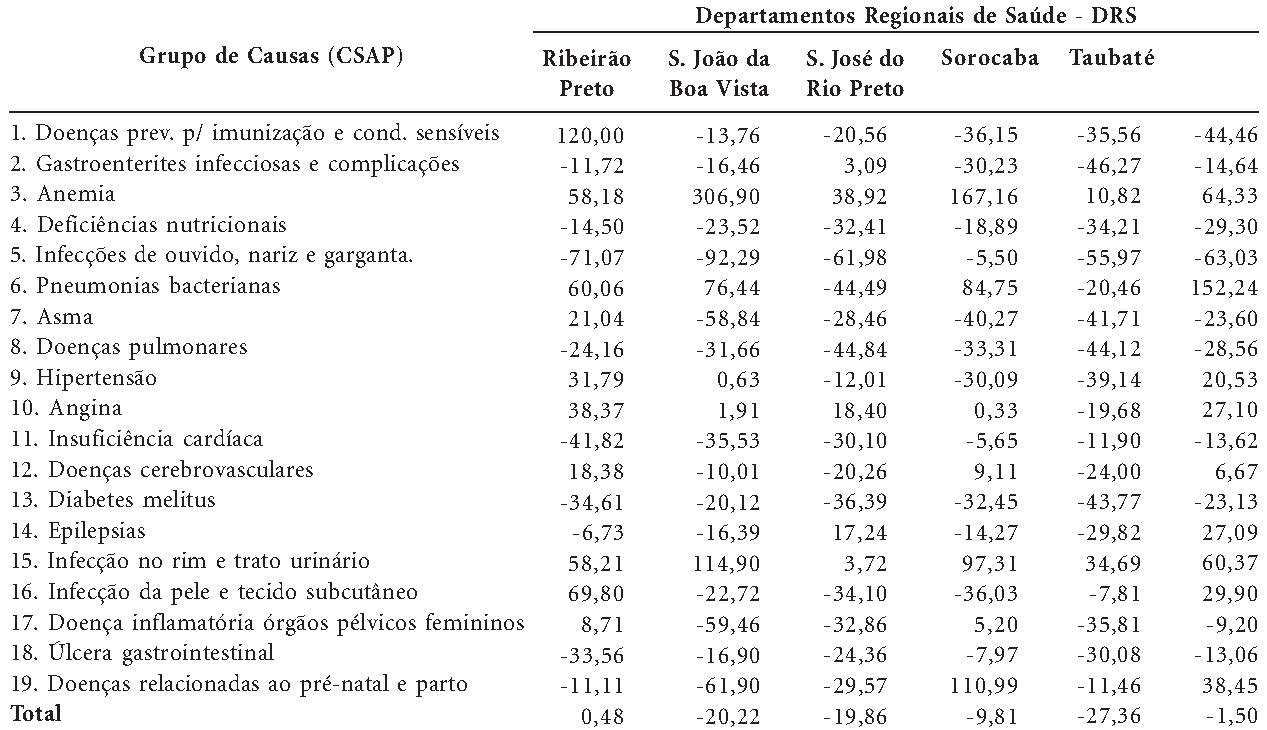 Departamentos Regionais de Saúde - DRS
Grupo de Causas (CSAP) Ribeirão Preto S. João da Boa Vista S. José do Rio Preto Sorocaba Taubaté
1. Doenças prev. p/ imunização e cond. sensíveis 120,00 -13,76 -20,56 -36,15 -35,56 -44,46
2. Gastroenterites infecciosas e complicações -11,72 -16,46 3,09 -30,23 -46,27 -14,64
3. Anemia 58,18 306,90 38,92 167,16 10,82 64,33
4. Deficiências nutricionais -14,50 -23,52 -32,41 -18,89 -34,21 -29,30
5. Infecções de ouvido, nariz e garganta. -71,07 -92,29 -61,98 -5,50 -55,97 -63,03
6. Pneumonias bacterianas 60,06 76,44 -44,49 84,75 -20,46 152,24
7. Asma 21,04 -58,84 -28,46 -40,27 -41,71 -23,60
8. Doenças pulmonares -24,16 -31,66 -44,84 -33,31 -44,12 -28,56
9. Hipertensão 31,79 0,63 -12,01 -30,09 -39,14 20,53
10. Angina 38,37 1,91 18,40 0,33 -19,68 27,10
11. Insuficiência cardíaca -41,82 -35,53 -30,10 -5,65 -11,90 -13,62
12. Doenças cerebrovasculares 18,38 -10,01 -20,26 9,11 -24,00 6,67
13. Diabetes melitus -34,61 -20,12 -36,39 -32,45 -43,77 -23,13
14. Epilepsias -6,73 -16,39 17,24 -14,27 -29,82 27,09
15. Infecção no rim e trato urinário 58,21 114,90 3,72 97,31 34,69 60,37
16. Infecção da pele e tecido subcutâneo 69,80 -22,72 -34,10 -36,03 -7,81 29,90
17. Doença inflamatória órgãos pélvicos femininos 8,71 -59,46 -32,86 5,20 -35,81 -9,20
18. Úlcera gastrointestinal -33,56 -16,90 -24,36 -7,97 -30,08 -13,06
19. Doenças relacionadas ao pré-natal e parto -11,11 -61,90 -29,57 110,99 -11,46 38,45
Total 0,48 -20,22 -19,86 -9,81 -27,36 -1,50